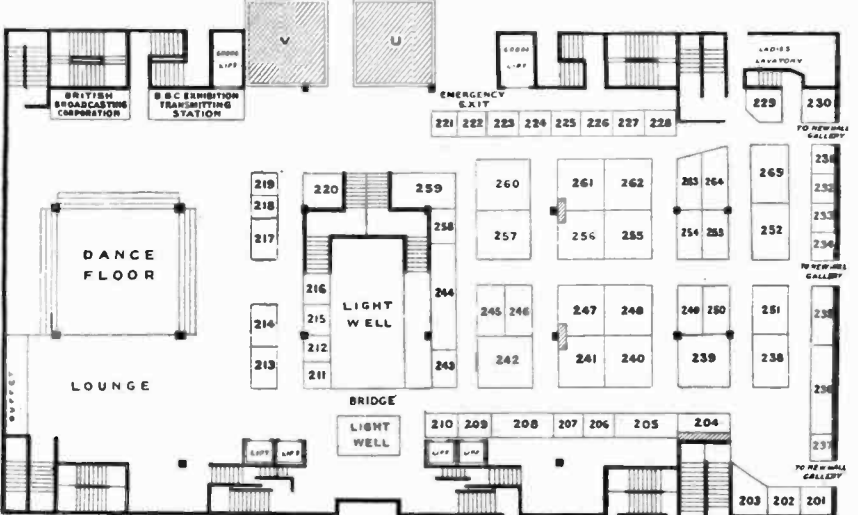 V
U
GOODS
LIFT
GOODS
LIFT
LADIES
LAVATORY
BRITISH
BROADCASTING
CORPORATION
B.B.C EXHIBITION
TRANSMITTING
STATION
EMERGENCY
EXIT
229
230
221 222 223 224 225 226 227 228
TO NEW HALL
GALLERY
219
218
217
220
259
258
260
257
261
262
256
255
263
264
254
253
265
252
231
232
233
234
TO NEW HALL
GALLERY
DANCE
FLOOR
216
215
212
211
LIGHT
WELL
244
243
214
213
245
246
242
247
248
241
240
249
250
239
251
238
235
236
237
LOUNGE
BUFFET
BRIDGE
LIGHT
WELL
210 209 208 207 206 205 204
LIFT
LIFT
LIFT
LIFT
TO NEW HALL
GALLERY
203 202 201